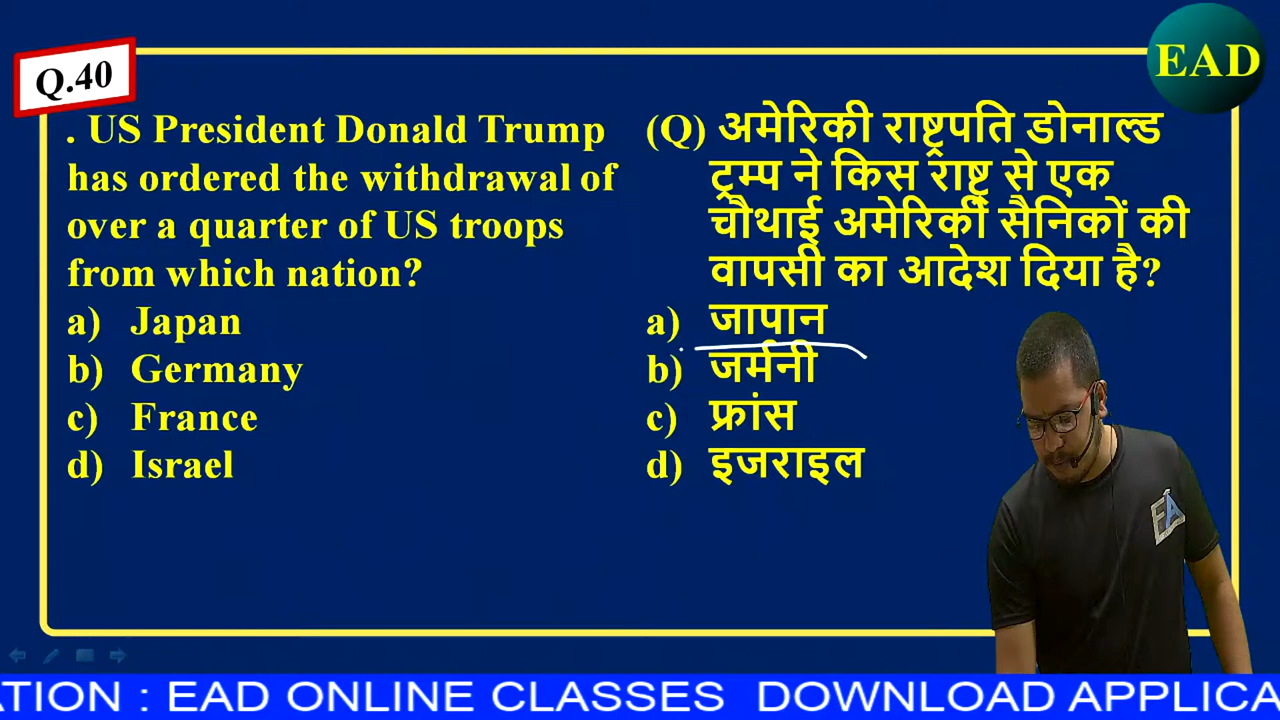 Q.40
EAD
. US President Donald Trump
has ordered the withdrawal of
over a quarter of US troops
from which nation?
a) Japan
b) Germany
c) France
d) Israel
(Q) अमेरिकी राष्ट्रपति डोनाल्ड
ट्रम्प ने किस राष्ट्र से एक
चौथाई अमेरिकी सैनिकों की
वापसी का आदेश दिया है?
a) जापान
b) जर्मनी
c) फ्रांस
d) इजराइल
EA
ATION : EAD ONLINE CLASSES DOWNLOAD APPLICA